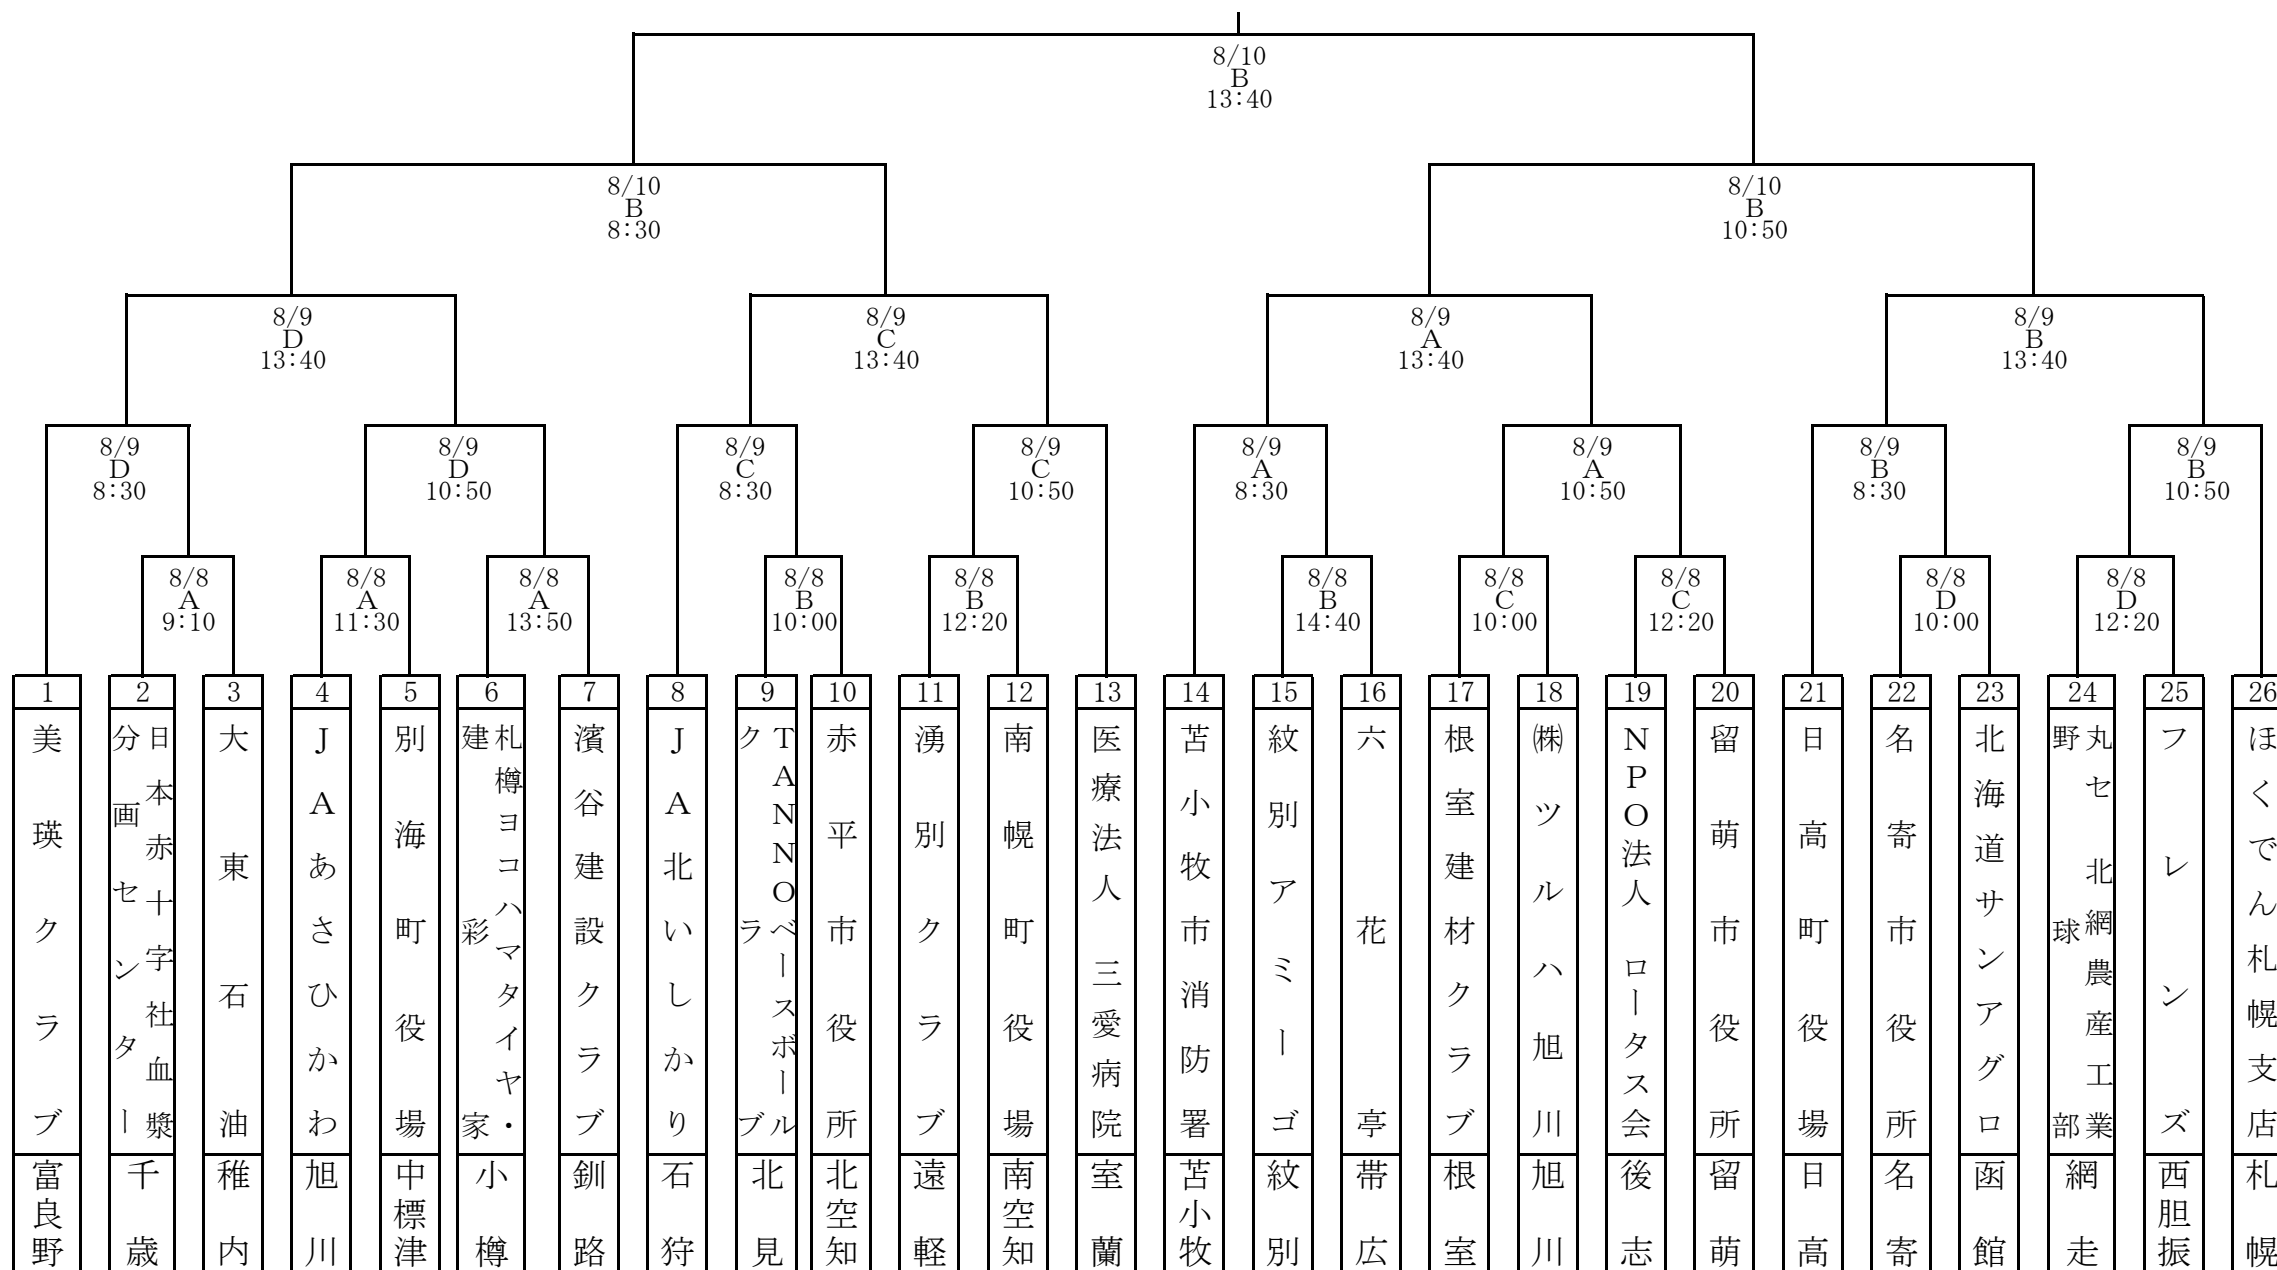 8/10
B
13:40
8/10
B
8:30
8/10
B
10:50
8/9
D
13:40
8/9
C
13:40
8/9
A
13:40
8/9
B
13:40
8/9
D
8:30
8/9
D
10:50
8/9
C
8:30
8/9
C
10:50
8/9
A
8:30
8/9
A
10:50
8/9
B
8:30
8/9
B
10:50
8/8
A
9:10
8/8
A
11:30
8/8
A
13:50
8/8
B
10:00
8/8
B
12:20
8/8
B
14:40
8/8
C
10:00
8/8
C
12:20
8/8
D
10:00
8/8
D
12:20
1
美瑛クラブ
富良野
2
日本赤十字社血漿
分画センター
千歳
3
大東石油
稚内
4
JAあさひかわ
旭川
5
別海町役場
中標津
6
札樽ヨコハマタイヤ・
建彩家
小樽
7
濱谷建設クラブ
釧路
8
JA北いしかり
石狩
9
TANNOベースボール
クラブ
北見
10
赤平市役所
北空知
11
湧別クラブ
遠軽
12
南幌町役場
南空知
13
医療法人 三愛病院
室蘭
14
苫小牧市消防署
苫小牧
15
紋別アミーゴ
紋別
16
六花亭
帯広
17
根室建材クラブ
根室
18
㈱ツルハ旭川
旭川
19
NPO法人 ロータス会
後志
20
留萌市役所
留萌
21
日高町役場
日高
22
名寄市役所
名寄
23
北海道サンアグロ
函館
24
丸セ 北網農産工業
野球部
網走
25
フレンズ
西胆振
26
ほくでん札幌支店
札幌